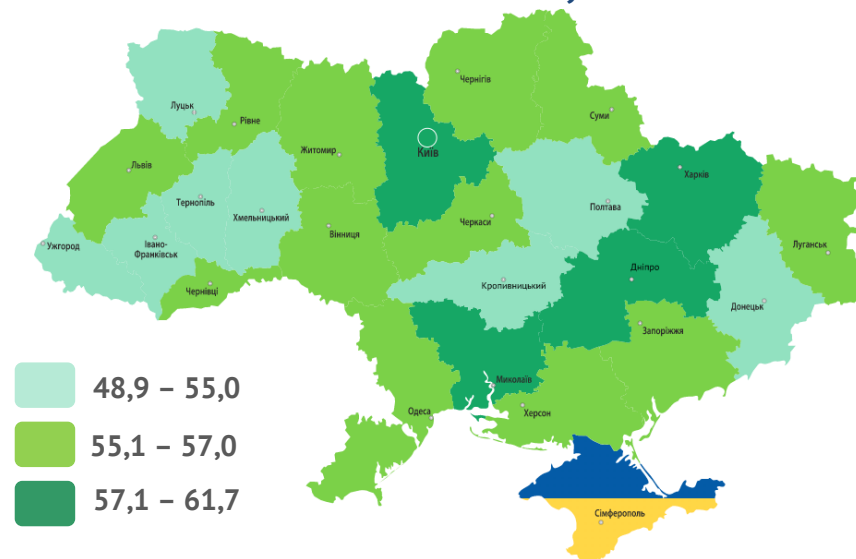 Чернігів
Луцьк
Суми
Рівне
Київ
Житомир
Львів
Харків
Тернопіль
Полтава
Хмельницький
Черкаси
Вінниця
Ужгород
Івано-
Франківськ
Луганськ
Дніпро
Чернівці
Кропивницький
Донецьк
Запоріжжя
Миколаїв
48,9 – 55,0
Одеса
Херсон
55,1 – 57,0
57,1 – 61,7
Сімферополь